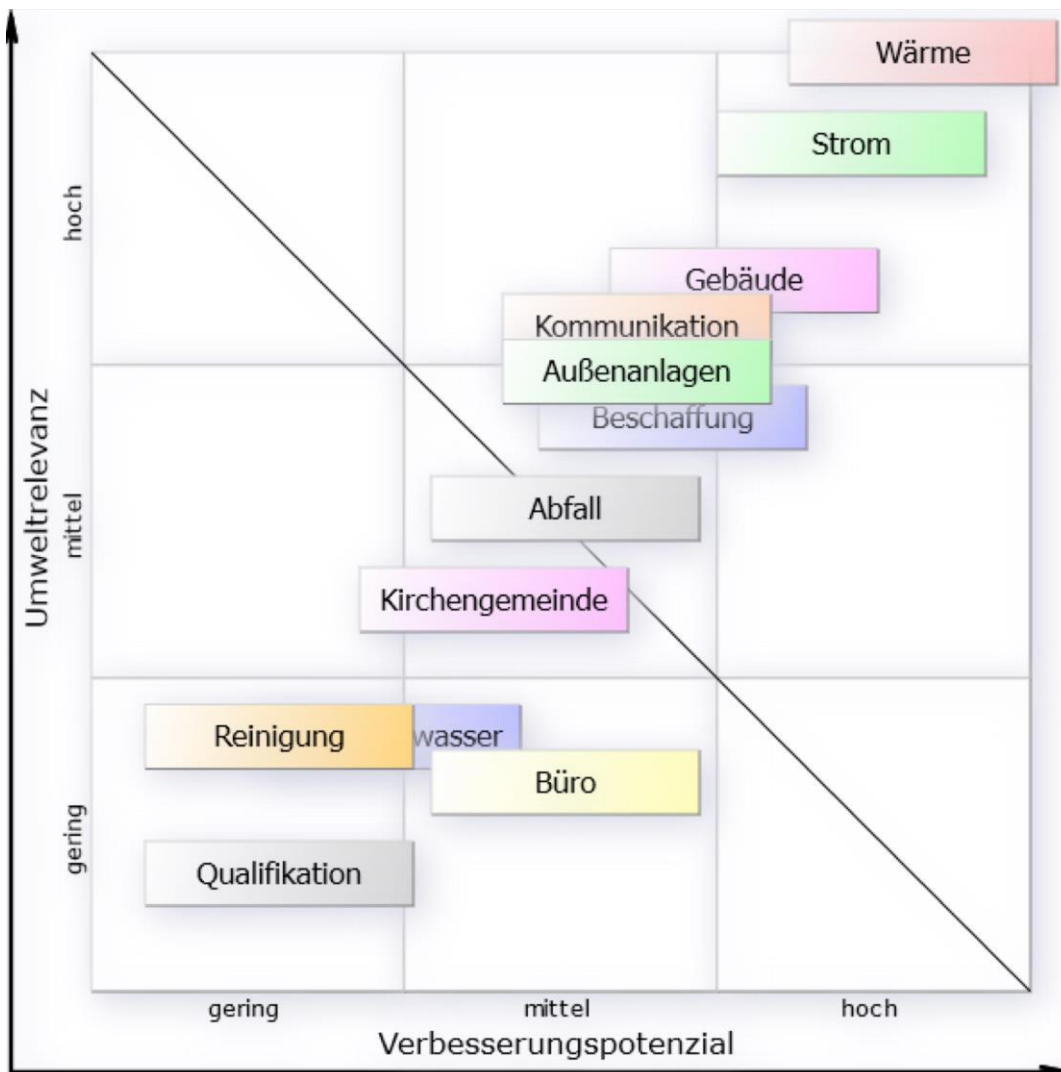 Wärme
Strom
hoch
Gebäude
Kommunikation
Außenanlagen
Beschaffung
Umweltrelevanz
mittel
Abfall
Kirchengemeinde
Reinigung
wasser
Büro
gering
Qualifikation
gering
mittel
hoch
Verbesserungspotenzial